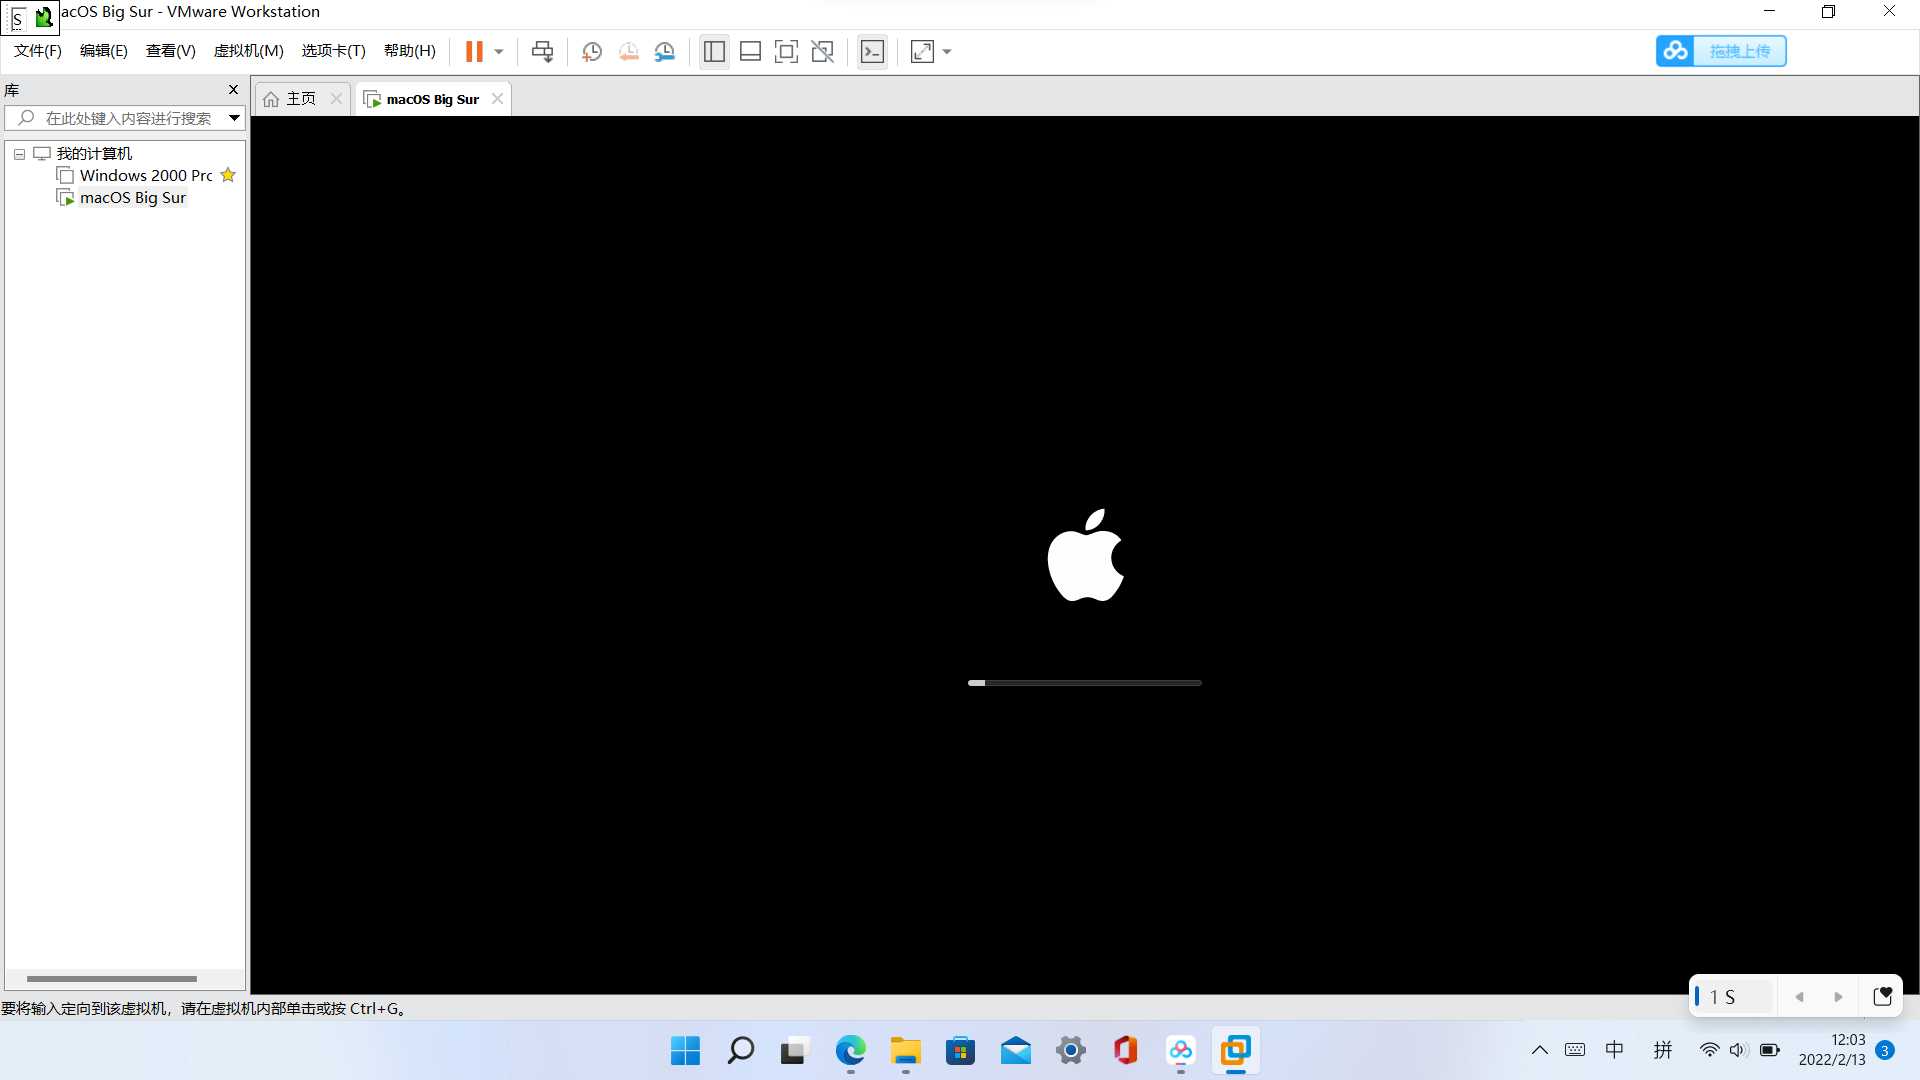 S
acOS Big Sur - VMware Workstation
文件(F) 编辑(E) 查看(V) 虚拟机(M) 选项卡(T) 帮助(H)
拖拽上传
库
主页
macOS Big Sur
在此处键入内容进行搜索
我的计算机
Windows 2000 Prc
macOS Big Sur
要将输入定向到该虚拟机，请在虚拟机内部单击或按 Ctrl+G。
1 S
中 拼
12:03
2022/2/13
3